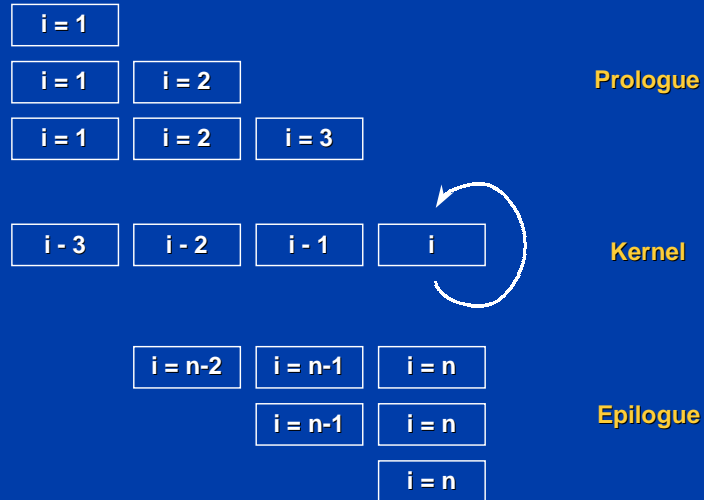 i = 1
i = 1 i = 2 Prologue
i = 1 i = 2 i = 3
i - 3 i - 2 i - 1 i Kernel
i = n-2 i = n-1 i = n
i = n-1 i = n Epilogue
i = n